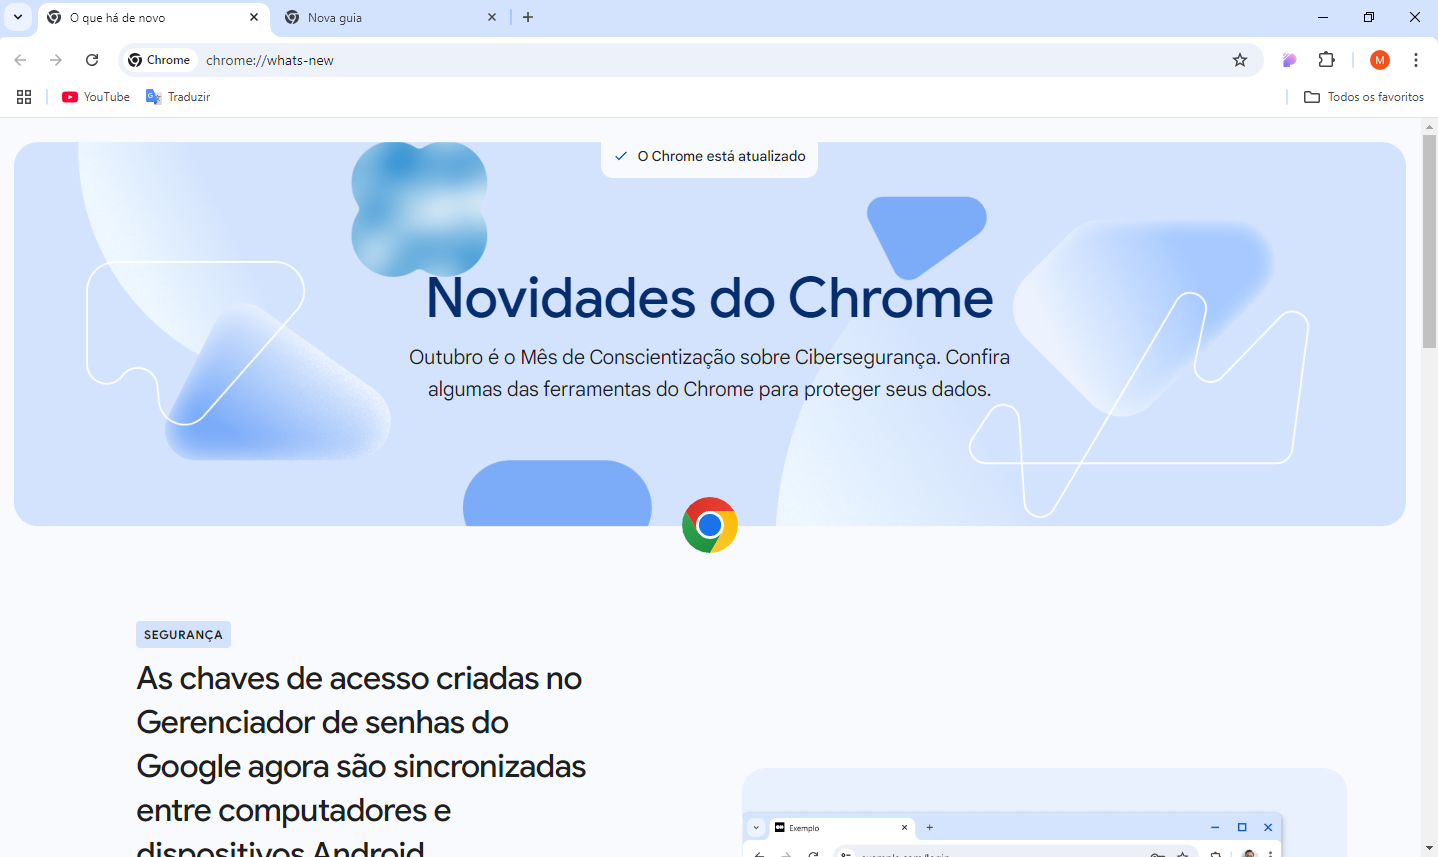 O que há de novo
Nova guia
Chrome
chrome://whats-new
M
YouTube
Traduzir
Todos os favoritos
O Chrome está atualizado
Novidades do Chrome
Outubro é o Mês de Conscientização sobre Cibersegurança. Confira
algumas das ferramentas do Chrome para proteger seus dados.
SEGURANÇA
As chaves de acesso criadas no
Gerenciador de senhas do
Google agora são sincronizadas
entre computadores e
dispositivos Android
Exemplo